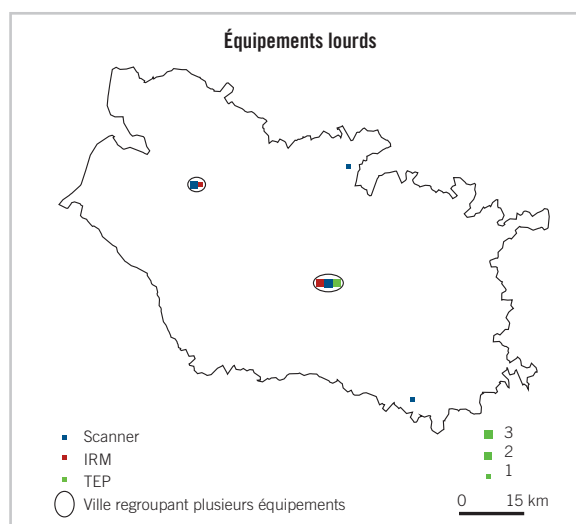 Équipements lourds
Scanner
IRM
TEP
Ville regroupant plusieurs équipements
3
2
1
0 15 km